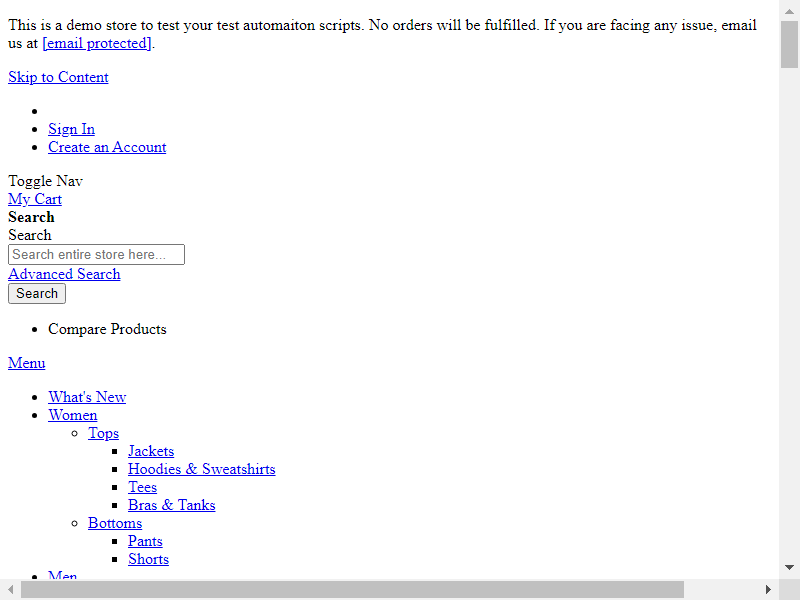 This is a demo store to test your test automaiton scripts. No orders will be fulfilled. If you are facing any issue, email
us at [email protected].
Skip to Content
Sign In
Create an Account
Toggle Nav
My Cart
Search
Search
Search entire store here...
Advanced Search
Search
Compare Products
Menu
What's New
Women
Tops
Jackets
Hoodies & Sweatshirts
Tees
Bras & Tanks
Bottoms
Pants
Shorts
Men